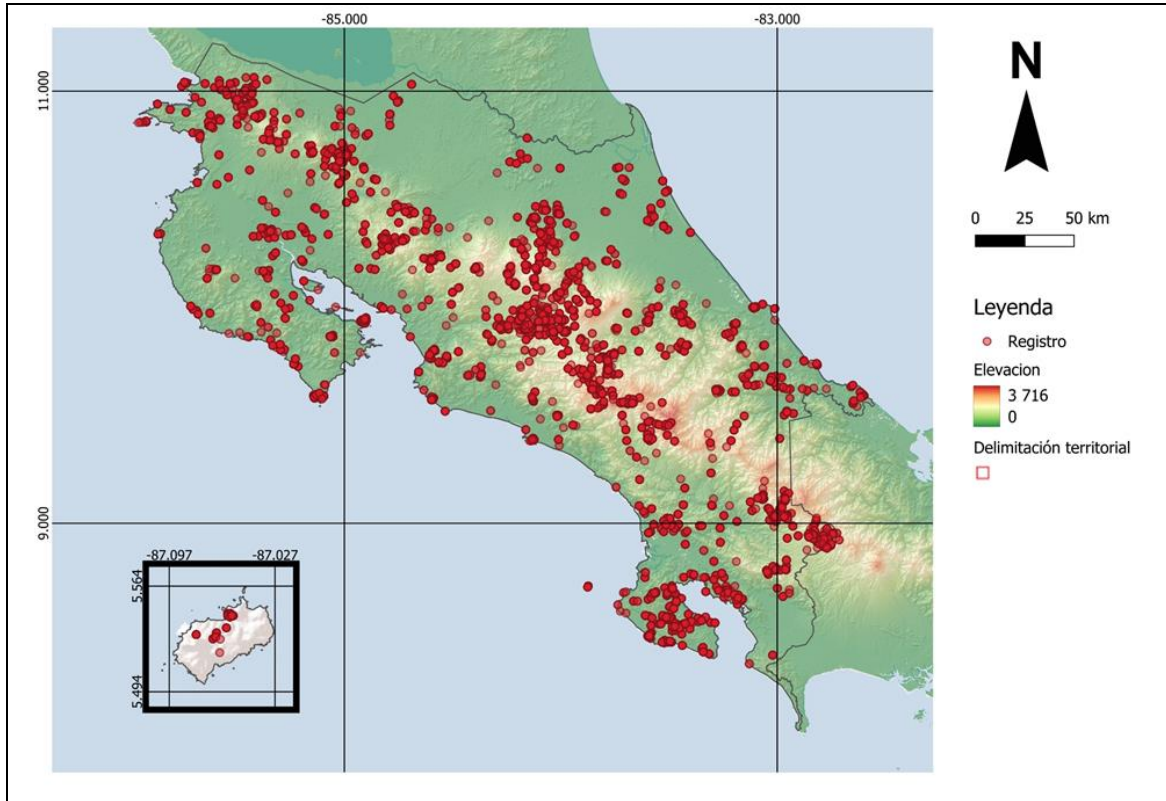 -85.000
-83.000
11.000
9.000
N
0 25 50 km
Leyenda
Registro
Elevacion
3 716
0
Delimitación territorial
-87.097
-87.027
5.564
5.494